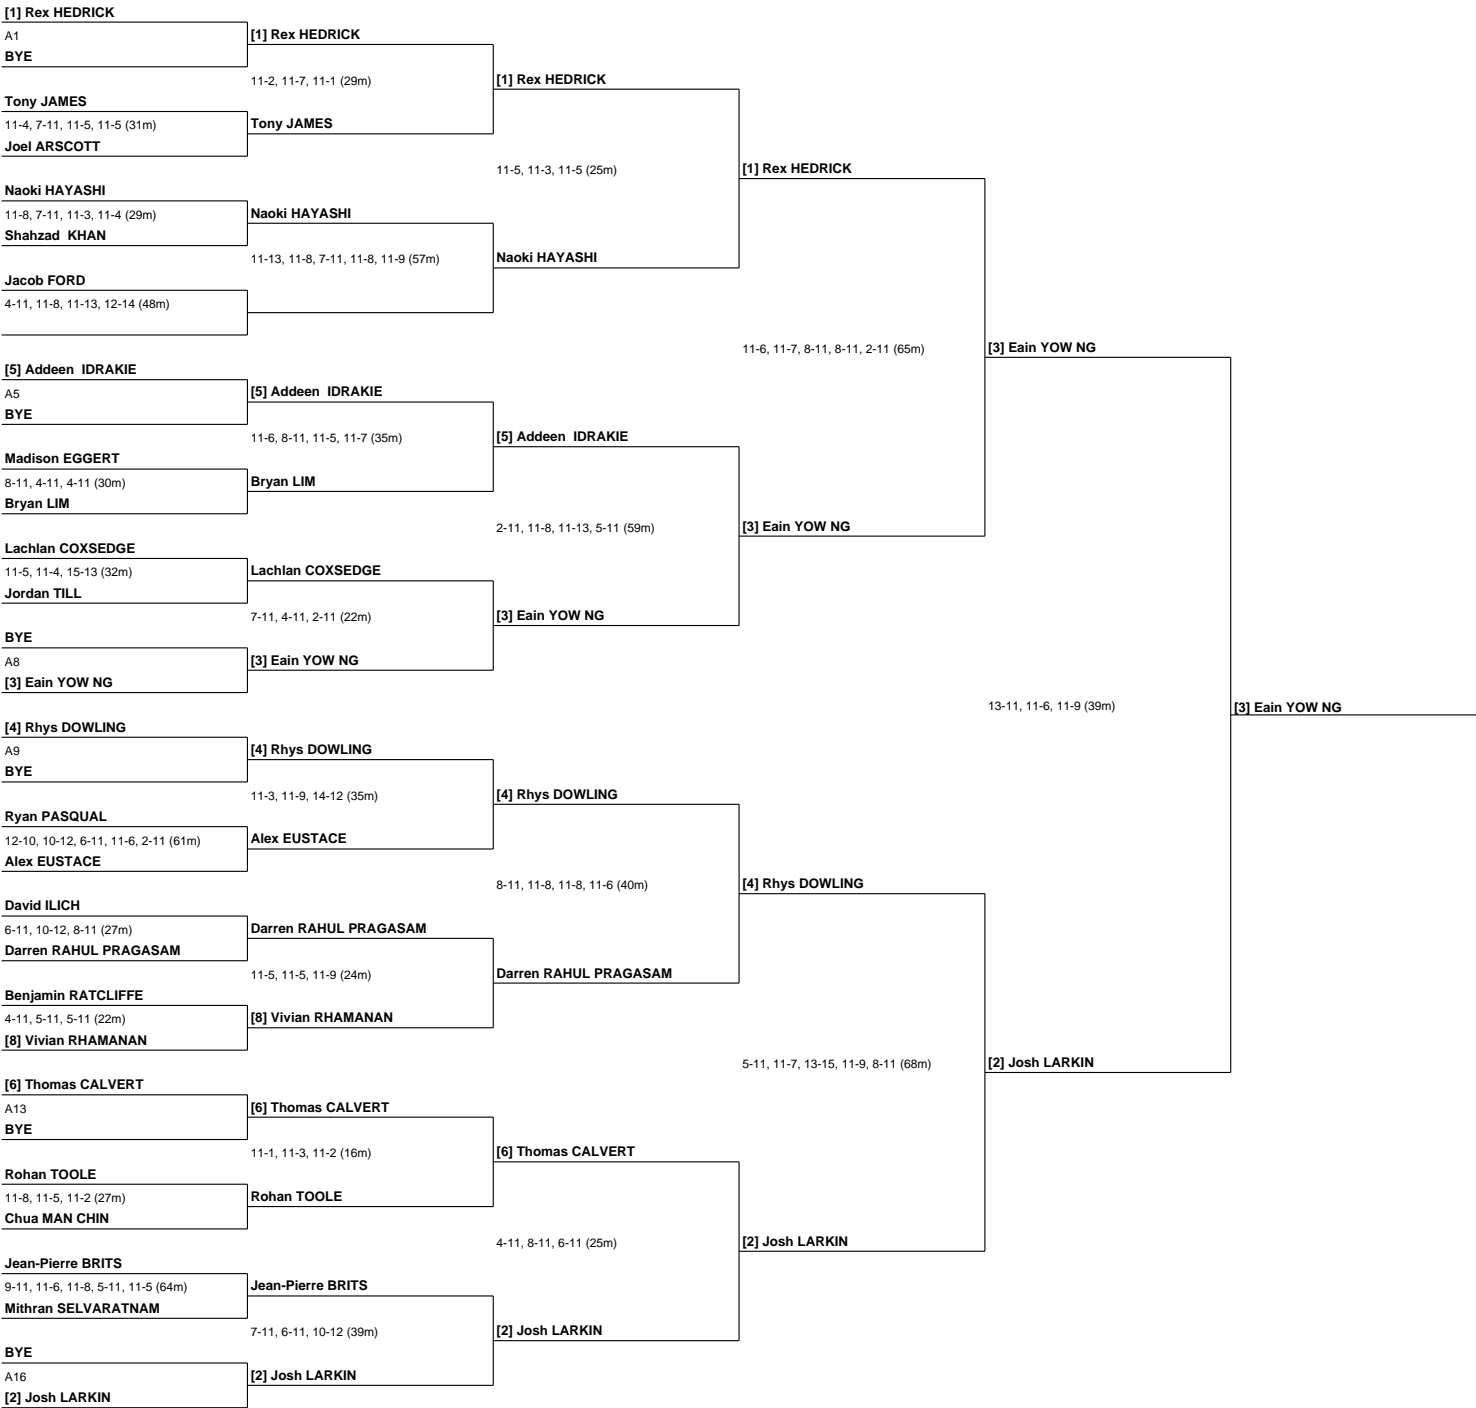 [1] Rex HEDRICK
A1
BYE
Tony JAMES
11-4, 7-11, 11-5, 11-5 (31m)
Joel ARSCOTT
Naoki HAYASHI
11-8, 7-11, 11-3, 11-4 (29m)
Shahzad  KHAN
Jacob FORD
4-11, 11-8, 11-13, 12-14 (48m)
[5] Addeen  IDRAKIE
A5
BYE
Madison EGGERT
8-11, 4-11, 4-11 (30m)
Bryan LIM
Lachlan COXSEDGE
11-5, 11-4, 15-13 (32m)
Jordan TILL
BYE
A8
[3] Eain YOW NG
[4] Rhys DOWLING
A9
BYE
Ryan PASQUAL
12-10, 10-12, 6-11, 11-6, 2-11 (61m)
Alex EUSTACE
David ILICH
6-11, 10-12, 8-11 (27m)
Darren RAHUL PRAGASAM
Benjamin RATCLIFFE
4-11, 5-11, 5-11 (22m)
[8] Vivian RHAMANAN
[6] Thomas CALVERT
A13
BYE
Rohan TOOLE
11-8, 11-5, 11-2 (27m)
Chua MAN CHIN
Jean-Pierre BRITS
9-11, 11-6, 11-8, 5-11, 11-5 (64m)
Mithran SELVARATNAM
BYE
A16
[2] Josh LARKIN
[1] Rex HEDRICK
11-2, 11-7, 11-1 (29m)
Tony JAMES
Naoki HAYASHI
11-13, 11-8, 7-11, 11-8, 11-9 (57m)
[5] Addeen  IDRAKIE
11-6, 8-11, 11-5, 11-7 (35m)
Bryan LIM
Lachlan COXSEDGE
7-11, 4-11, 2-11 (22m)
[3] Eain YOW NG
[4] Rhys DOWLING
11-3, 11-9, 14-12 (35m)
Alex EUSTACE
Darren RAHUL PRAGASAM
11-5, 11-5, 11-9 (24m)
[8] Vivian RHAMANAN
[6] Thomas CALVERT
11-1, 11-3, 11-2 (16m)
Rohan TOOLE
Jean-Pierre BRITS
7-11, 6-11, 10-12 (39m)
[2] Josh LARKIN
[1] Rex HEDRICK
11-5, 11-3, 11-5 (25m)
Naoki HAYASHI
[5] Addeen  IDRAKIE
2-11, 11-8, 11-13, 5-11 (59m)
[3] Eain YOW NG
[4] Rhys DOWLING
8-11, 11-8, 11-8, 11-6 (40m)
Darren RAHUL PRAGASAM
[6] Thomas CALVERT
4-11, 8-11, 6-11 (25m)
[2] Josh LARKIN
[1] Rex HEDRICK
11-6, 11-7, 8-11, 8-11, 2-11 (65m)
[3] Eain YOW NG
[4] Rhys DOWLING
5-11, 11-7, 13-15, 11-9, 8-11 (68m)
[2] Josh LARKIN
[3] Eain YOW NG
13-11, 11-6, 11-9 (39m)
[2] Josh LARKIN
[3] Eain YOW NG